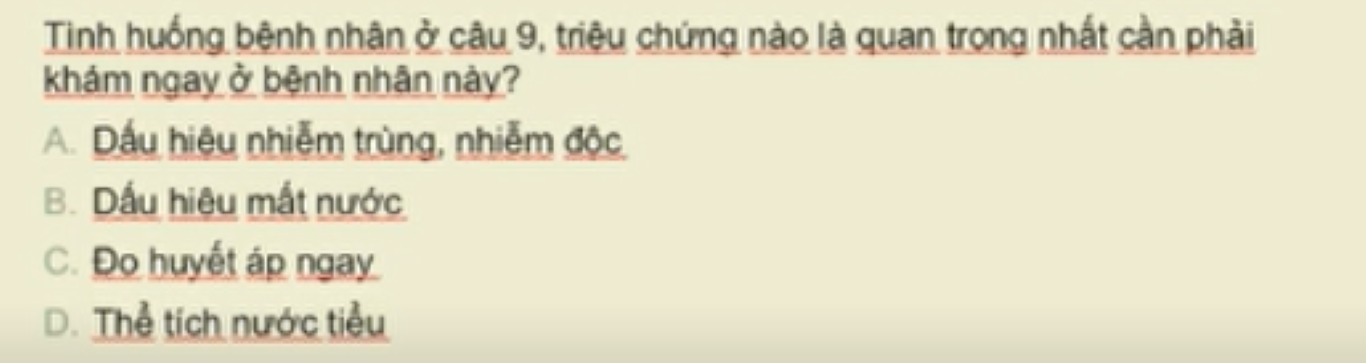 Tình huống bệnh nhân ở câu 9, triệu chứng nào là quan trọng nhất cần phải
khám ngay ở bệnh nhân này?
A. Dấu hiệu nhiễm trùng, nhiễm độc
B. Dấu hiệu mất nước
C. Đo huyết áp ngay
D. Thể tích nước tiểu